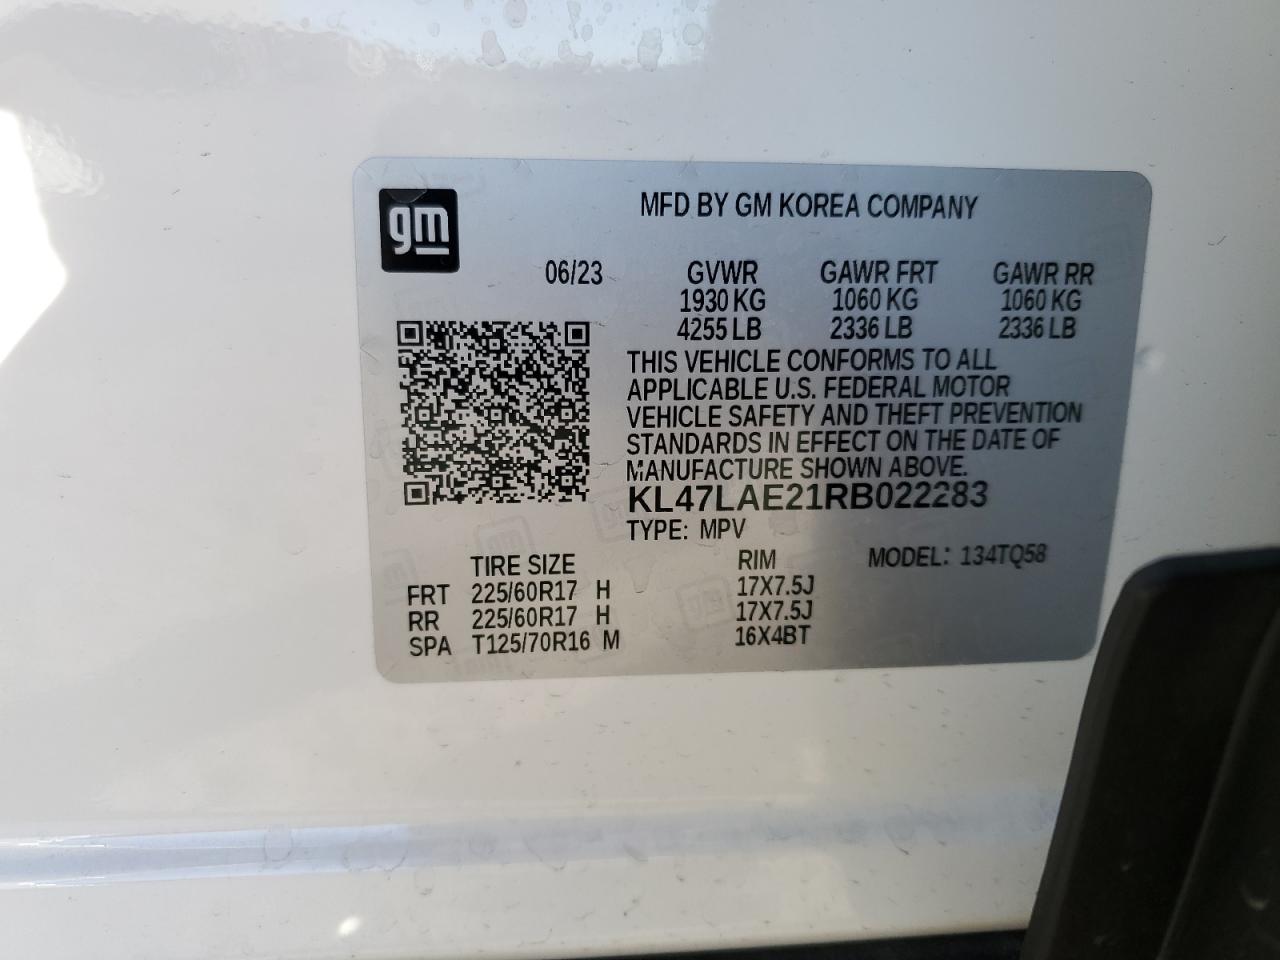 gm
MFD BY GM KOREA COMPANY
06/23 GVWR GAWR FRT GAWR RR
1930 KG 1060 KG 1060 KG
4255 LB 2336 LB 2336 LB
THIS VEHICLE CONFORMS TO ALL
APPLICABLE U.S. FEDERAL MOTOR
VEHICLE SAFETY AND THEFT PREVENTION
STANDARDS IN EFFECT ON THE DATE OF
MANUFACTURE SHOWN ABOVE.
KL47LAE21RB022283
TYPE: MPV
TIRE SIZE RIM MODEL: 134TQ58
FRT 225/60R17 H 17X7.5J
RR 225/60R17 H 17X7.5J
SPA T125/70R16 M 16X4BT